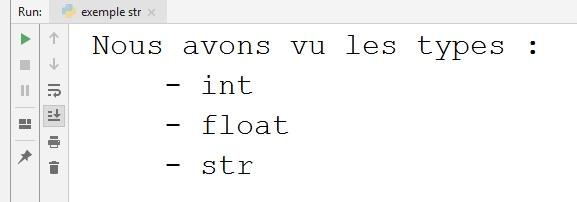 Run: exemple str
Nous avons vu les types :
- int
- float
- str